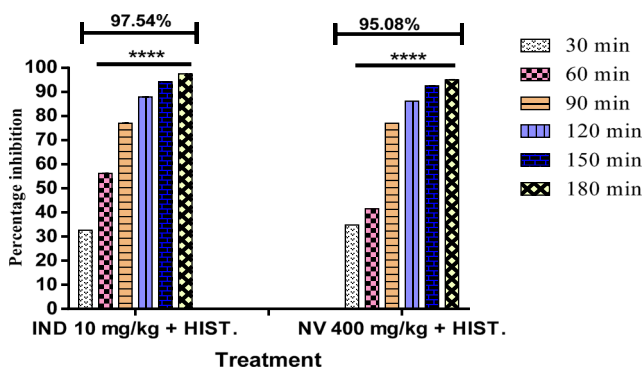 97.54%
95.08%
****
****
30 min
60 min
90 min
120 min
150 min
180 min
Percentage inhibition
100
90
80
70
60
50
40
30
20
10
0
IND 10 mg/kg + HIST.
NV 400 mg/kg + HIST.
Treatment